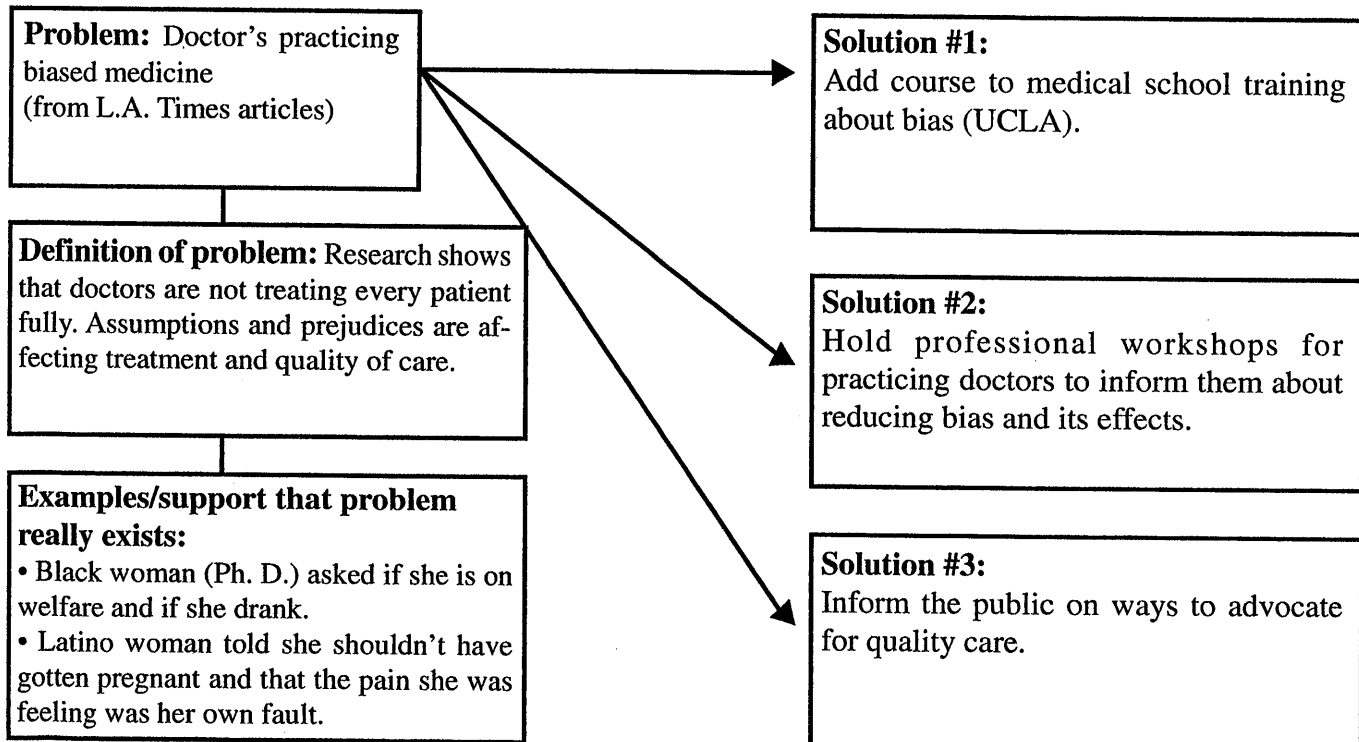 Problem: Doctor's practicing
biased medicine
(from L.A. Times articles)
Definition of problem: Research shows
that doctors are not treating every patient
fully. Assumptions and prejudices are af-
fecting treatment and quality of care.
Examples/support that problem
really exists:
• Black woman (Ph. D.) asked if she is on
welfare and if she drank.
• Latino woman told she shouldn't have
gotten pregnant and that the pain she was
feeling was her own fault.
Solution #1:
Add course to medical school training
about bias (UCLA).
Solution #2:
Hold professional workshops for
practicing doctors to inform them about
reducing bias and its effects.
Solution #3:
Inform the public on ways to advocate
for quality care.